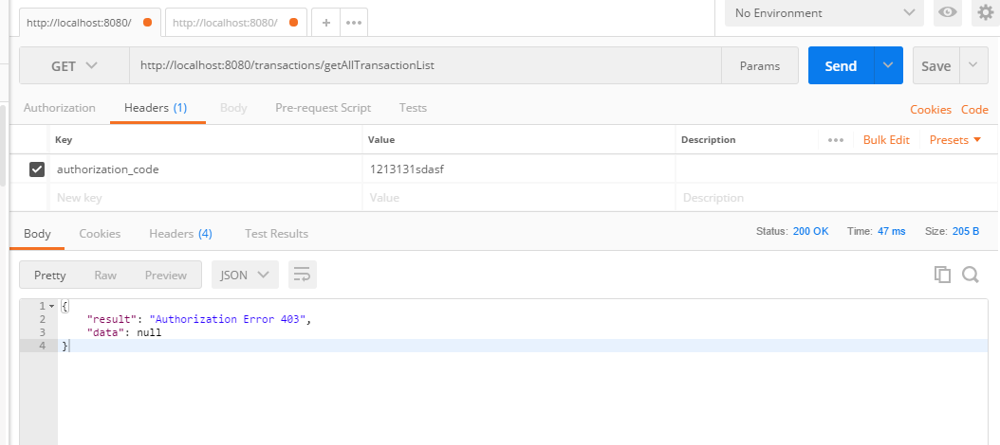 http://localhost:8080/ http://localhost:8080/ + ••• No Environment
GET http://localhost:8080/transactions/getAllTransactionList Params Send Save
Authorization Headers (1) Body Pre-request Script Tests Cookies Code
Key Value Description ••• Bulk Edit Presets
authorization_code 1213131sdasf
New key Value Description
Body Cookies Headers (4) Test Results Status: 200 OK Time: 47 ms Size: 205 B
Pretty Raw Preview JSON
1 {
2 "result": "Authorization Error 403",
3 "data": null
4 }